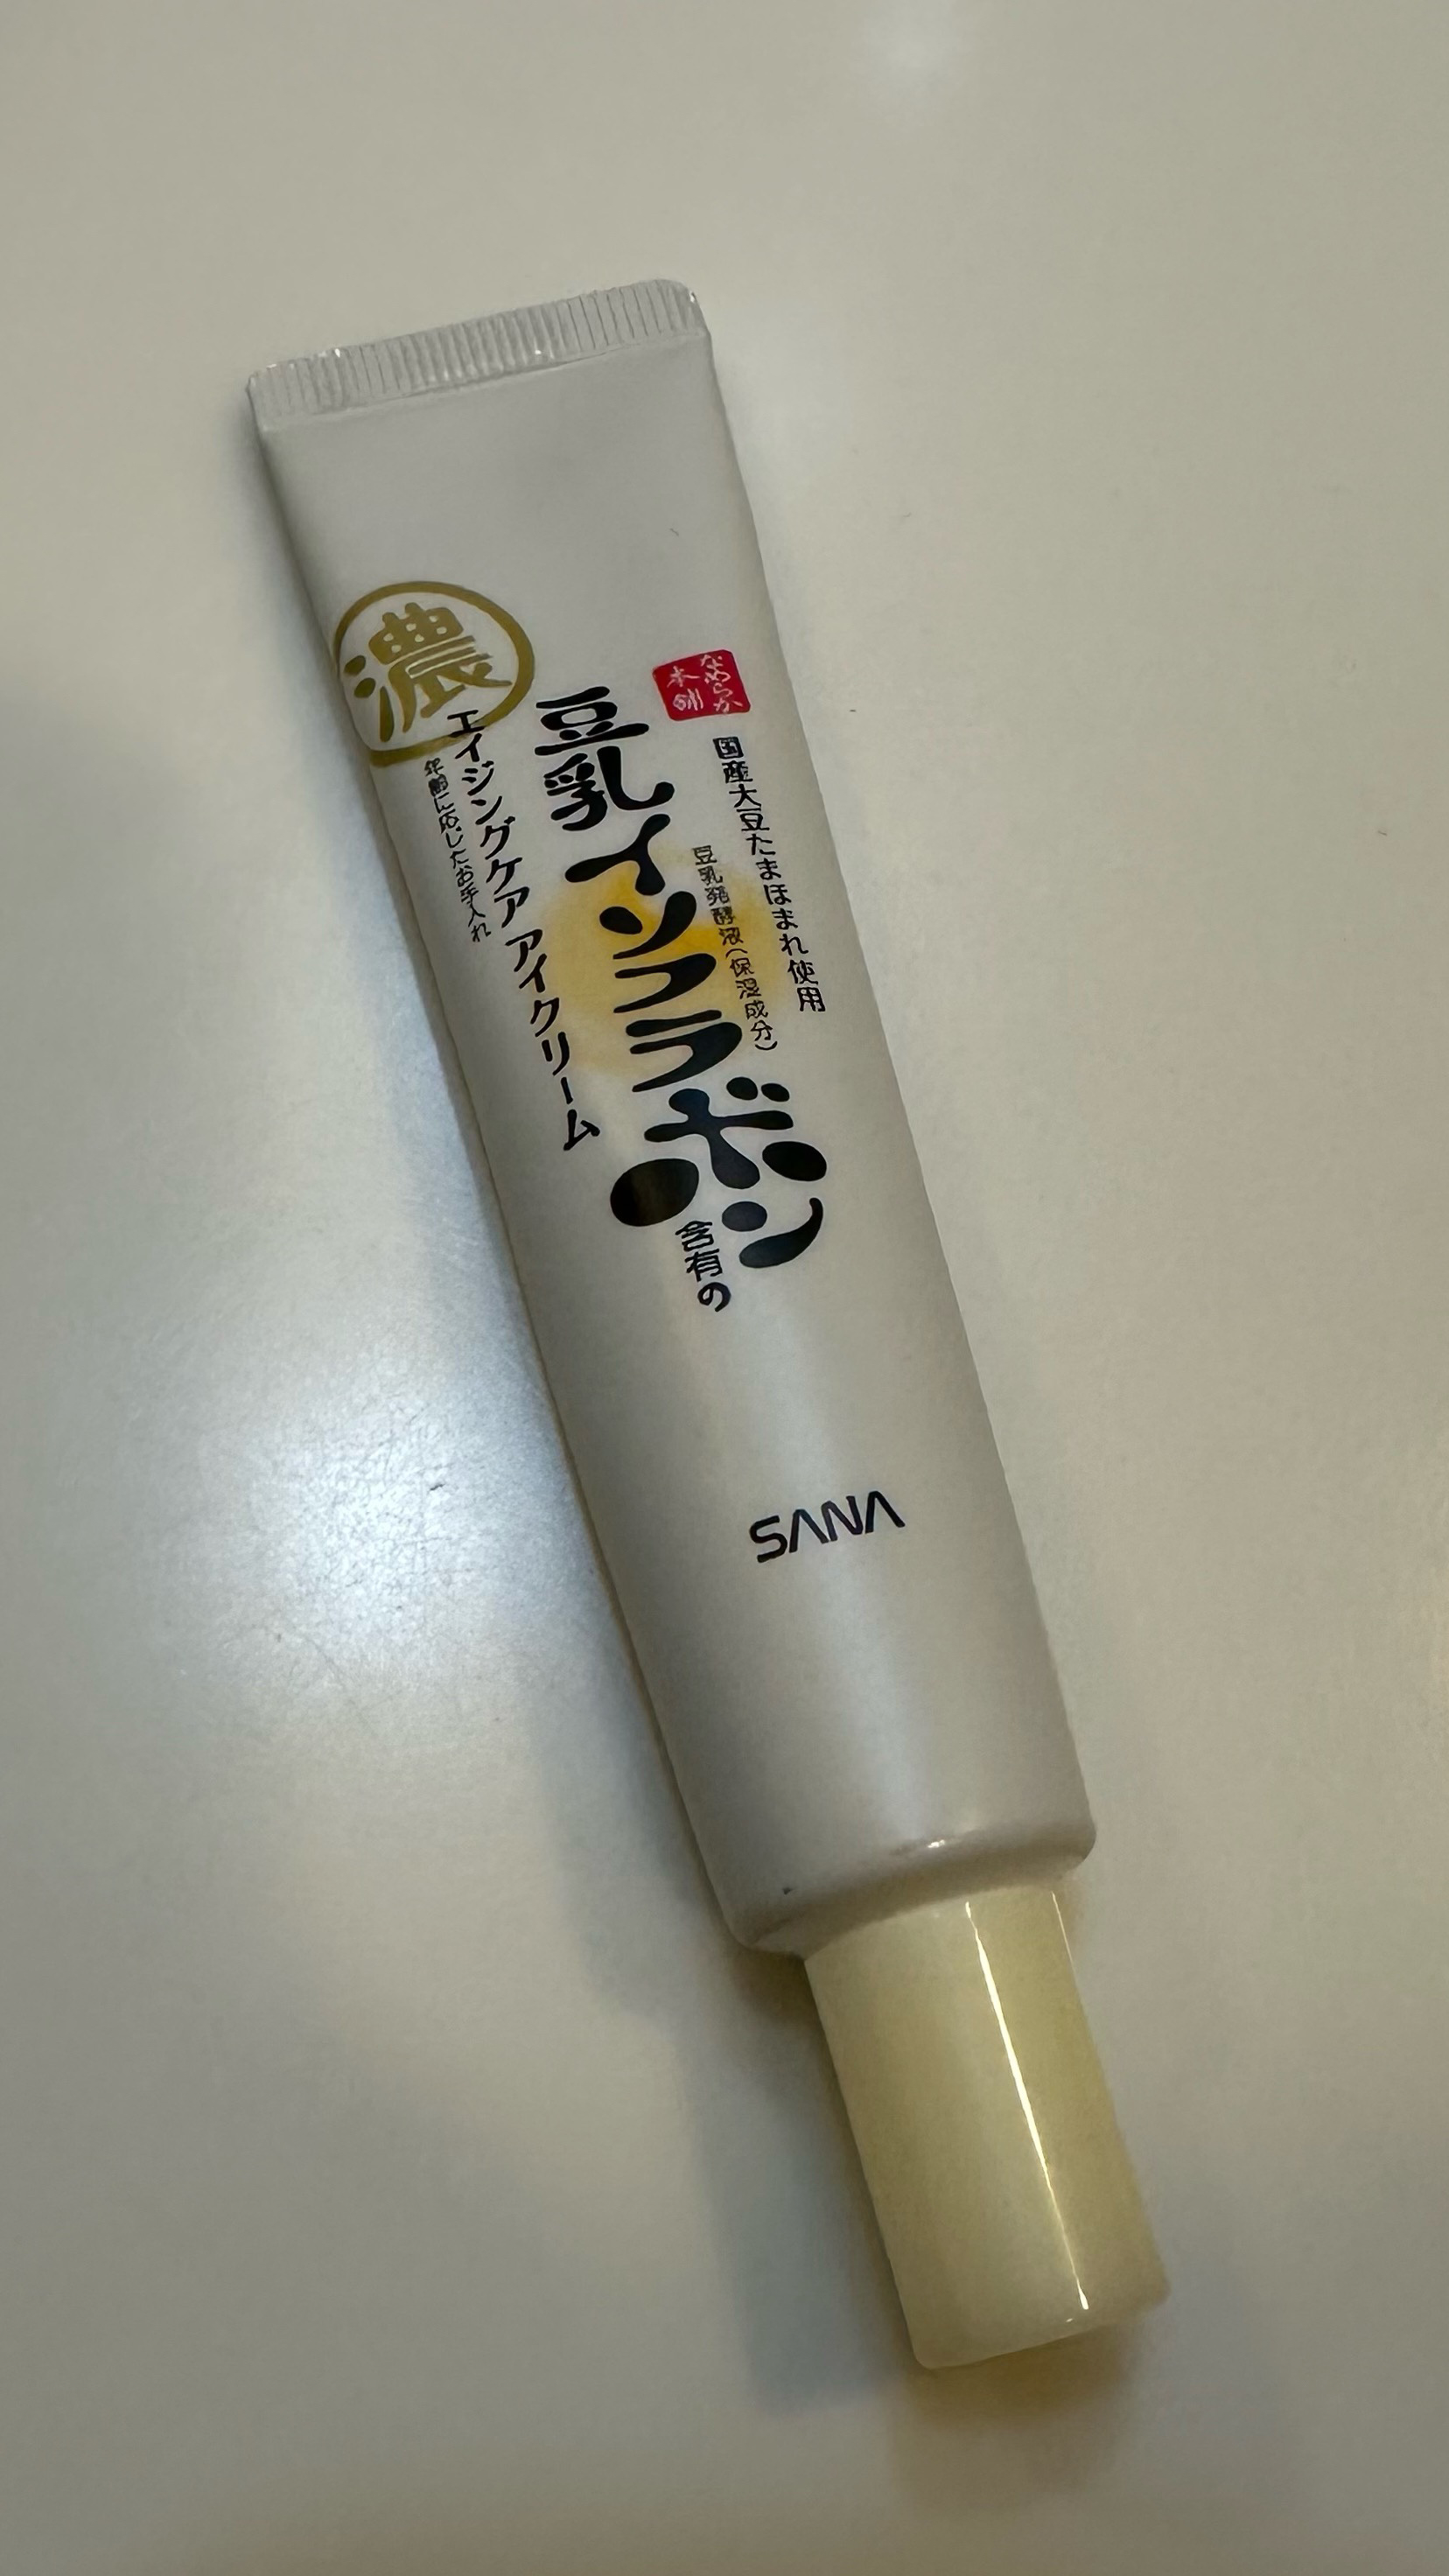 なめらか
本舗
国産大豆たまほまれ使用
豆乳発酵液(保湿成分)
豆乳イソフラボン
含有の
濃
エイジングケア アイクリーム
年齢に応じたお手入れ
SANA